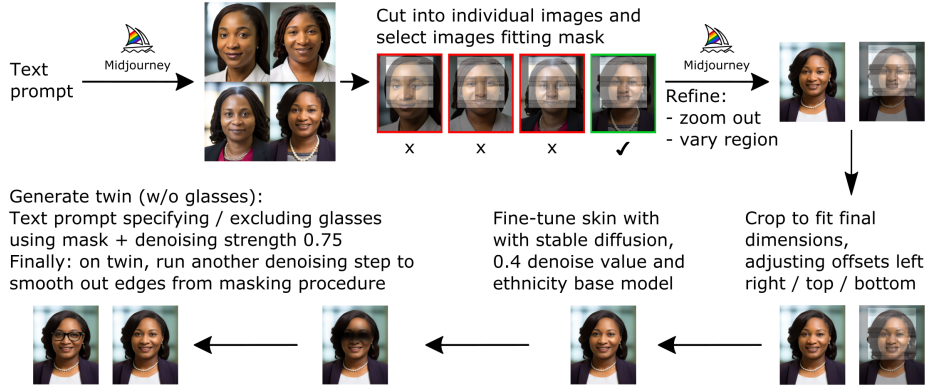 Text
prompt
Midjourney
Cut into individual images and
select images fitting mask
x x x ✓
Midjourney
Refine:
- zoom out
- vary region
Crop to fit final
dimensions,
adjusting offsets left
right / top / bottom
Fine-tune skin with
with stable diffusion,
0.4 denoise value and
ethnicity base model
Generate twin (w/o glasses):
Text prompt specifying / excluding glasses
using mask + denoising strength 0.75
Finally: on twin, run another denoising step to
smooth out edges from masking procedure